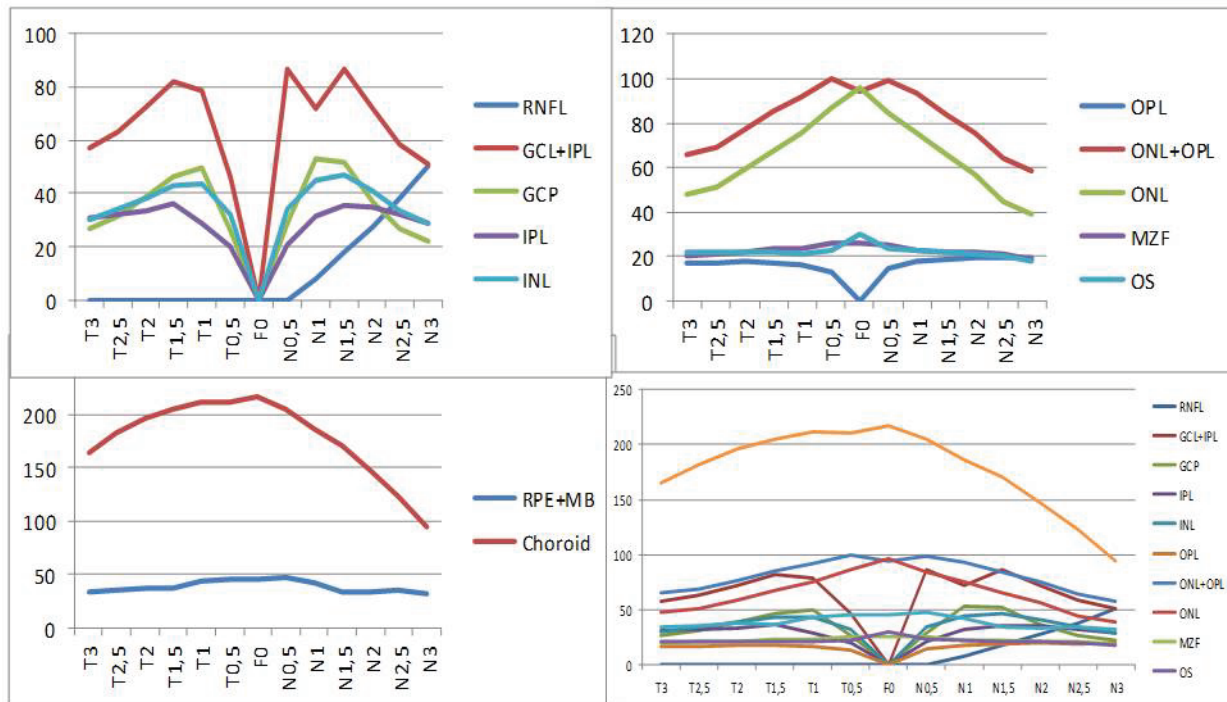 100
80
60
40
20
0
T3 T2,5 T2 T1,5 T1 T0,5 F0 N0,5 N1 N1,5 N2 N2,5 N3
RNFL
GCL+IPL
GCP
IPL
INL
120
100
80
60
40
20
0
T3 T2,5 T2 T1,5 T1 T0,5 F0 N0,5 N1 N1,5 N2 N2,5 N3
OPL
ONL+OPL
ONL
MZF
OS
200
150
100
50
0
T3 T2,5 T2 T1,5 T1 T0,5 F0 N0,5 N1 N1,5 N2 N2,5 N3
RPE+MB
Choroid
250
200
150
100
50
0
T3 T2,5 T2 T1,5 T1 T0,5 F0 N0,5 N1 N1,5 N2 N2,5 N3
RNFL
GCL+IPL
GCP
IPL
INL
OPL
ONL+OPL
ONL
MZF
OS